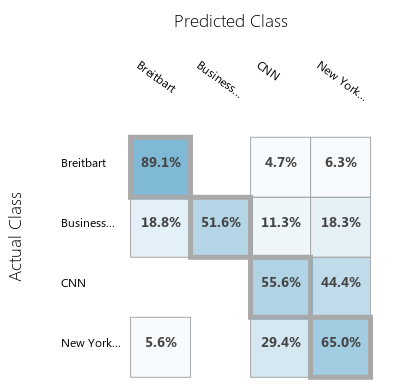 Predicted Class
Breitbart
Business...
CNN
New York...
Actual Class
Breitbart
89.1%
4.7%
6.3%
Business...
18.8%
51.6%
11.3%
18.3%
CNN
55.6%
44.4%
New York...
5.6%
29.4%
65.0%